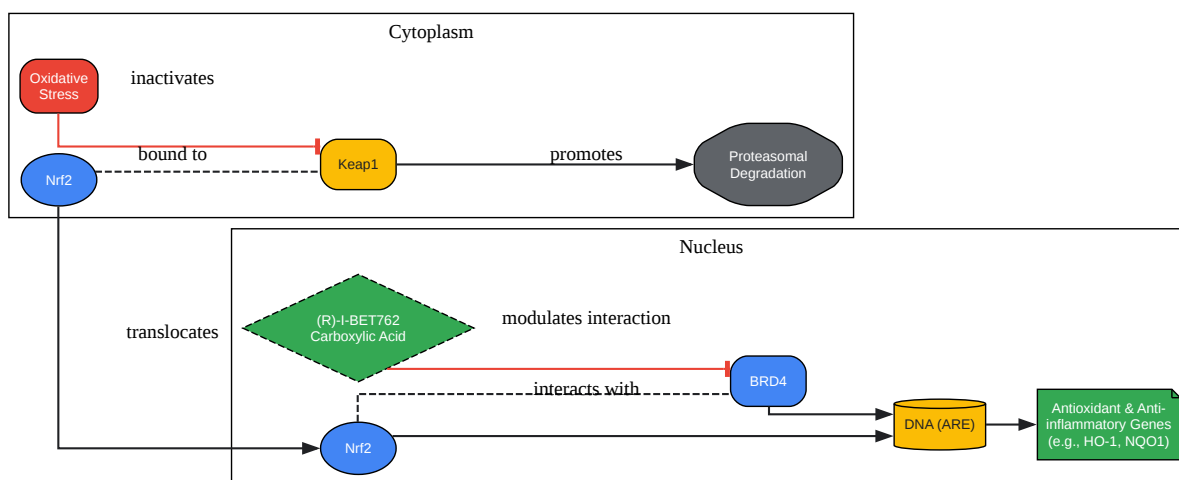 Cytoplasm
Oxidative
Stress
inactivates
bound to
Nrf2
Keap1
promotes
Proteasomal
Degradation
Nucleus
translocates
(R)-I-BET762
Carboxylic Acid
modulates interaction
interacts with
BRD4
Nrf2
DNA (ARE)
Antioxidant & Anti-
inflammatory Genes
(e.g., HO-1, NQO1)